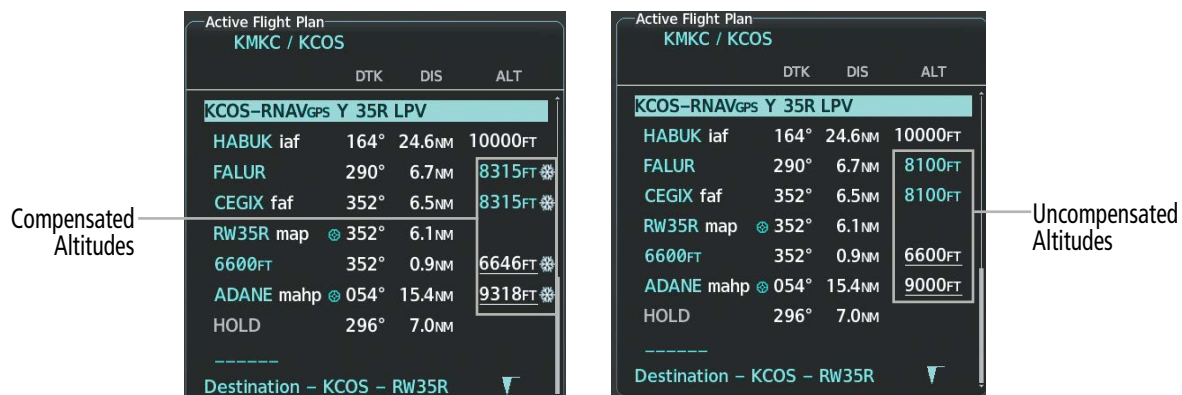 Active Flight Plan
KMKC / KCOS
DTK DIS ALT
KCOS–RNAVGPS Y 35R LPV
HABUK iaf 164° 24.6NM 10000FT
FALUR 290° 6.7NM 8315FT
CEGIX faf 352° 6.5NM 8315FT
RW35R map 352° 6.1NM
6600FT 352° 0.9NM 6646FT
ADANE mahp 054° 15.4NM 9318FT
HOLD 296° 7.0NM
______
Destination – KCOS – RW35R
Compensated
Altitudes
Active Flight Plan
KMKC / KCOS
DTK DIS ALT
KCOS–RNAVGPS Y 35R LPV
HABUK iaf 164° 24.6NM 10000FT
FALUR 290° 6.7NM 8100FT
CEGIX faf 352° 6.5NM 8100FT
RW35R map 352° 6.1NM
6600FT 352° 0.9NM 6600FT
ADANE mahp 054° 15.4NM 9000FT
HOLD 296° 7.0NM
______
Destination – KCOS – RW35R
Uncompensated
Altitudes